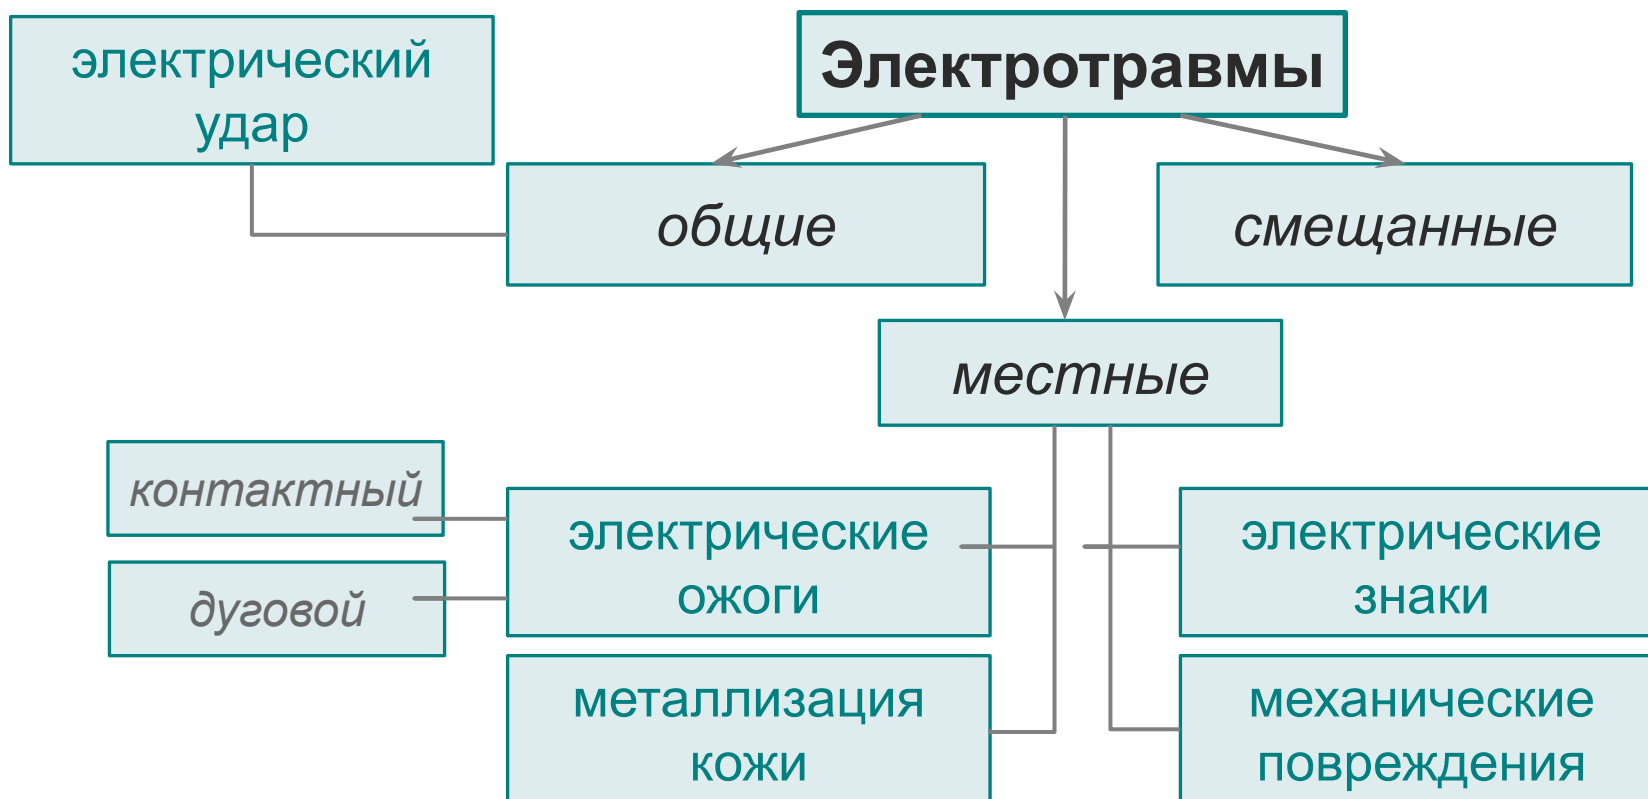 электрический
удар
Электротравмы
общие
смещанные
местные
контактный
дуговой
электрические
ожоги
электрические
знаки
металлизация
кожи
механические
повреждения